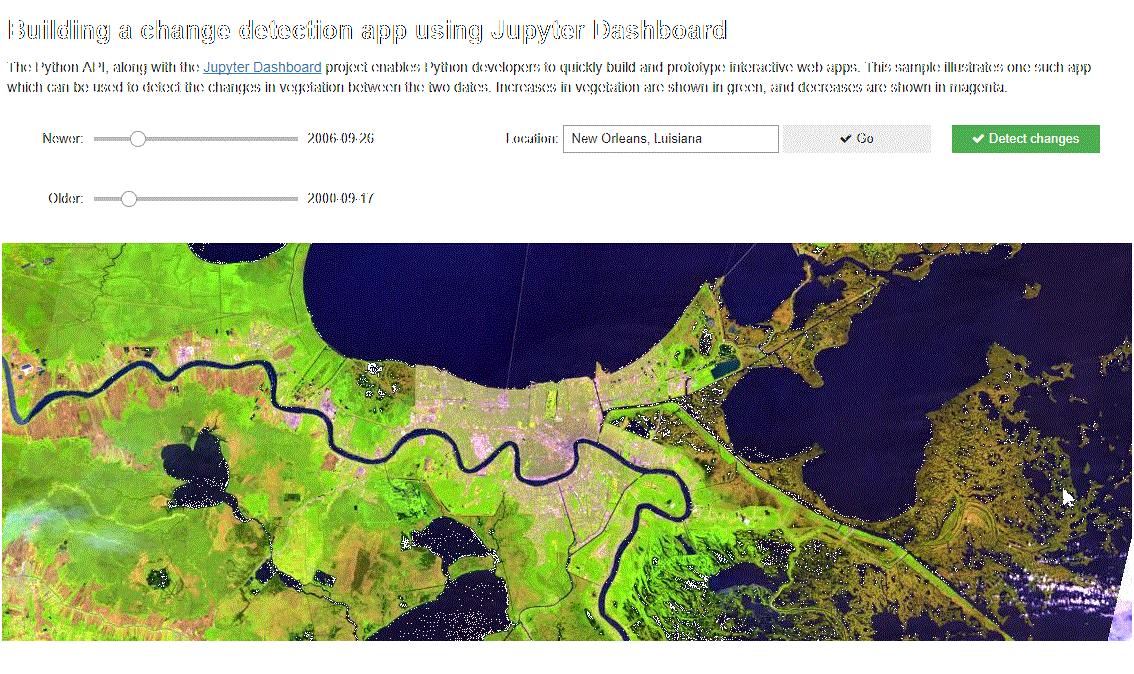 Building a change detection app using Jupyter Dashboard
The Python API, along with the Jupyter Dashboard project enables Python developers to quickly build and prototype interactive web apps. This sample illustrates one such app
which can be used to detect the changes in vegetation between the two dates. Increases in vegetation are shown in green, and decreases are shown in magenta.
Newer: 2006-09-26 Location: New Orleans, Luisiana Go Detect changes
Older: 2000-09-17